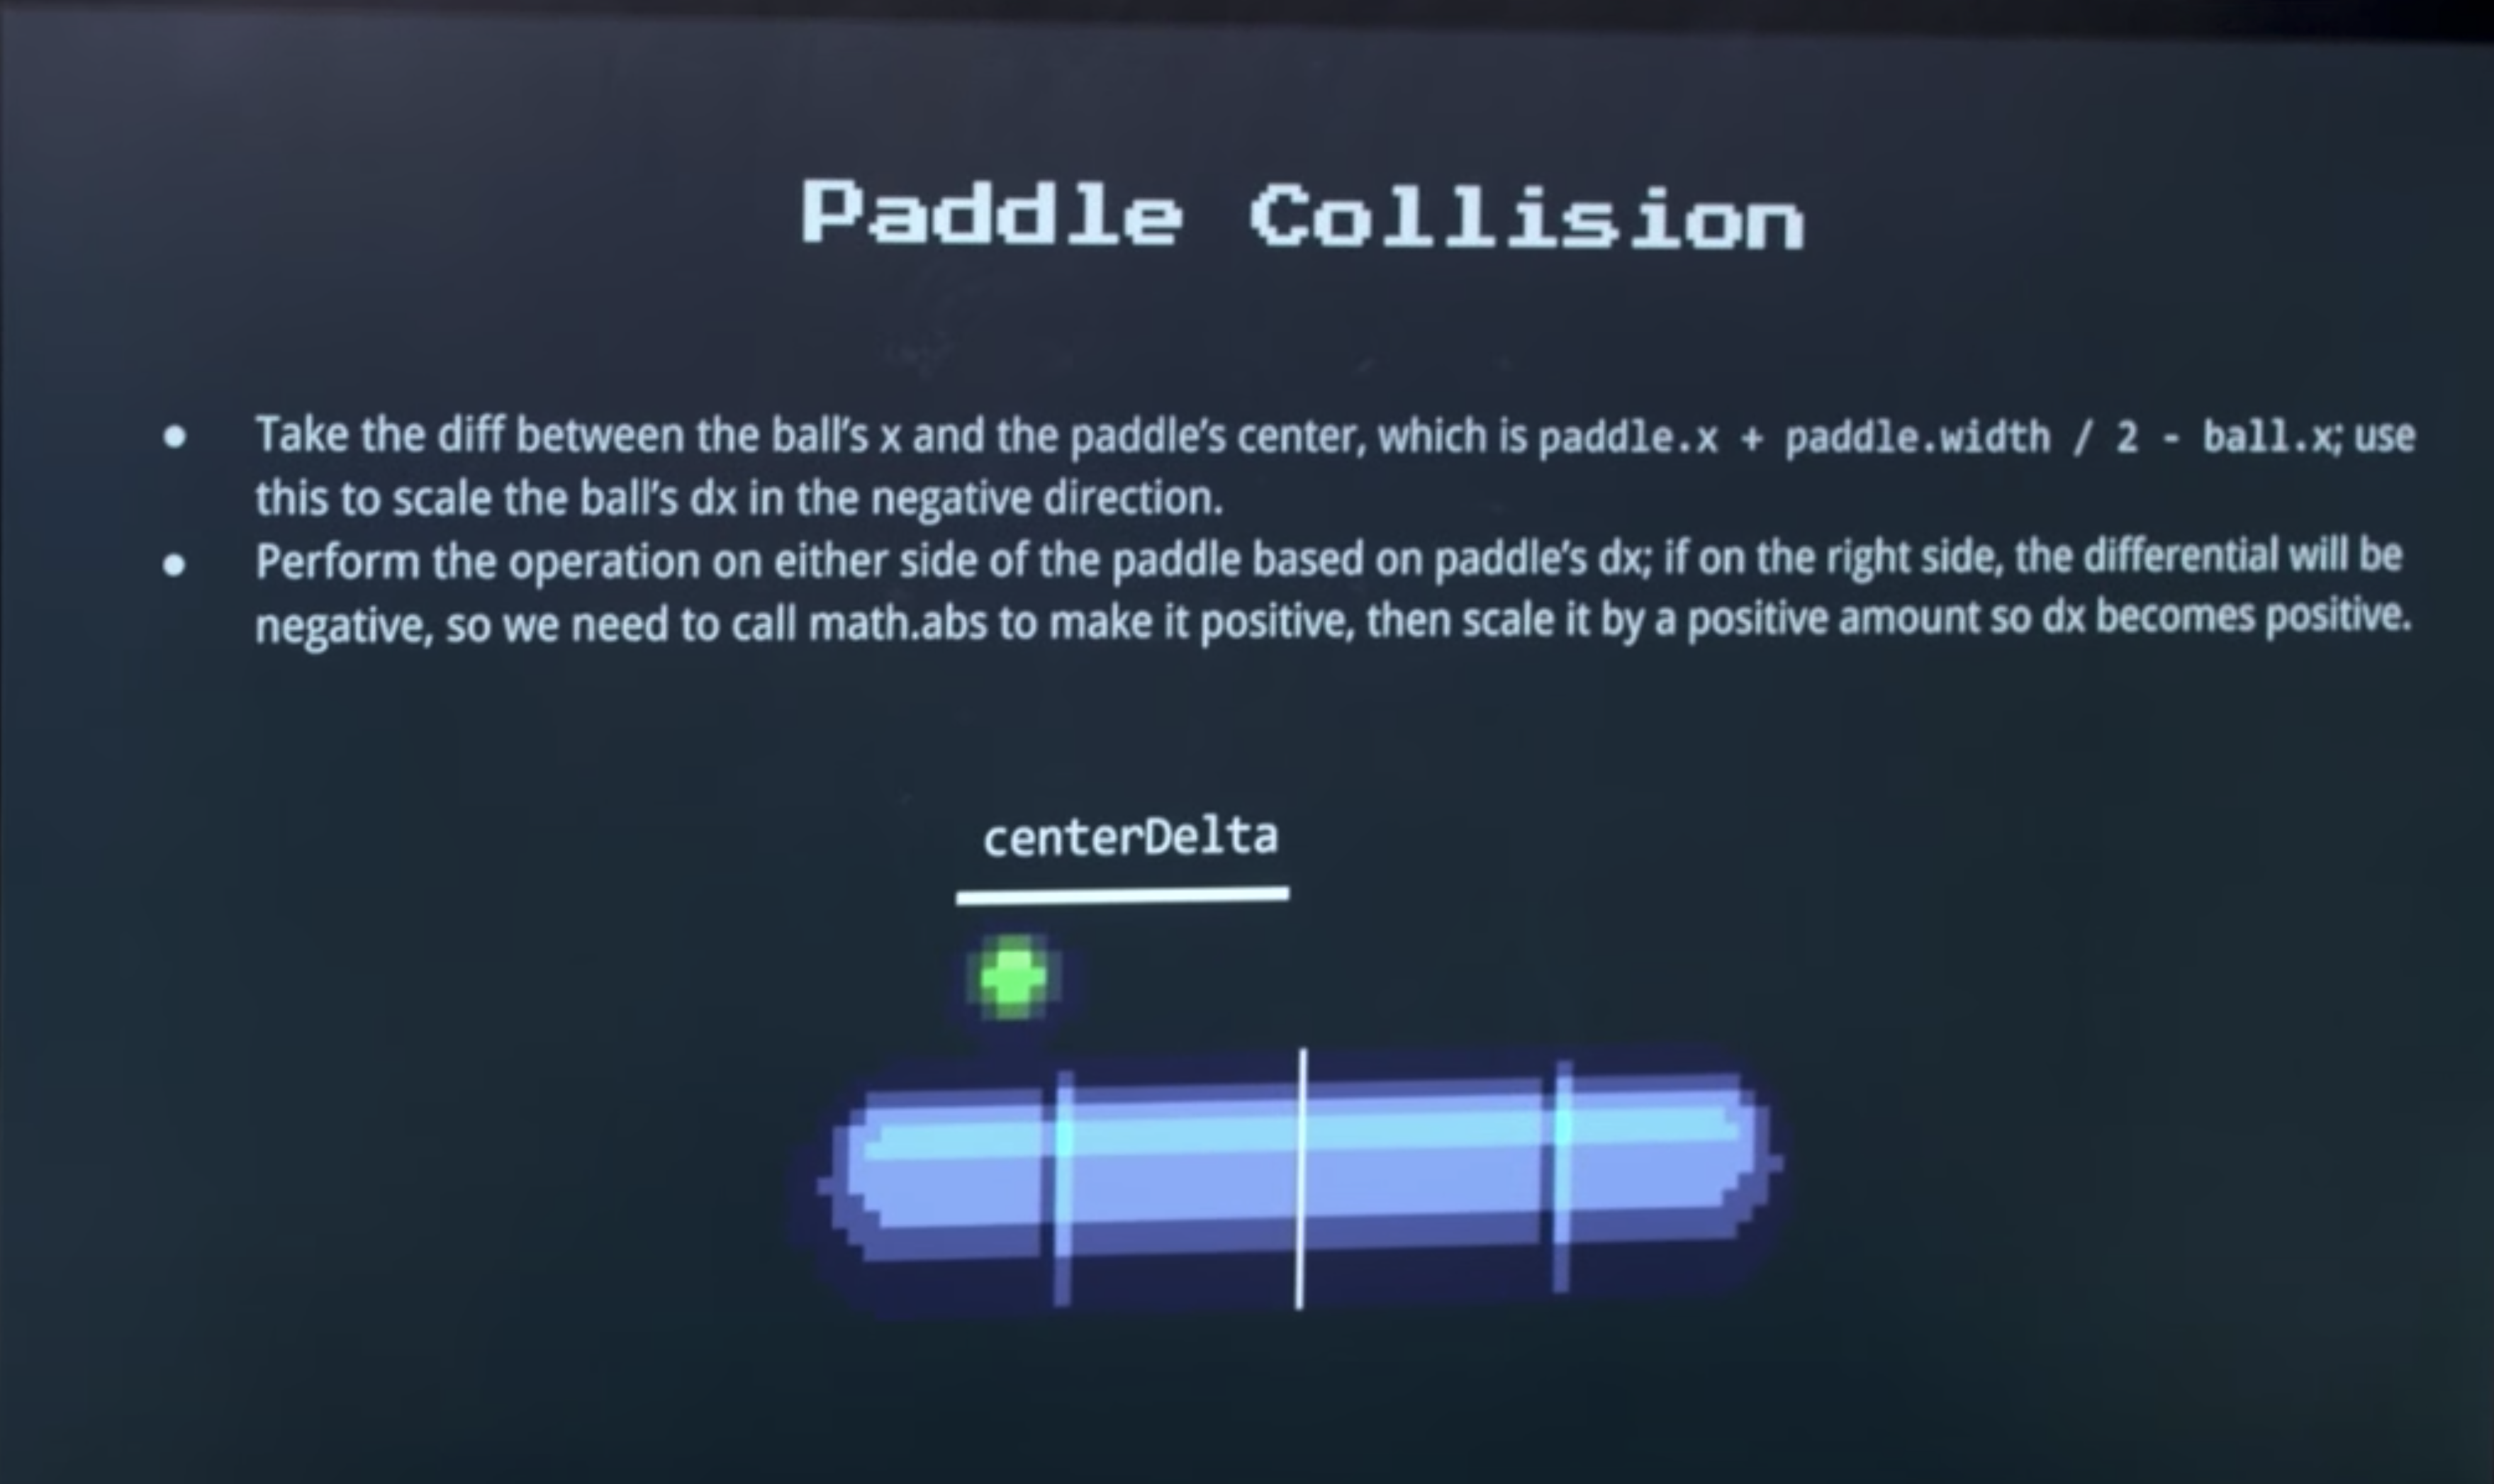 Paddle Collision
● Take the diff between the ball’s x and the paddle’s center, which is paddle.x + paddle.width / 2 - ball.x; use
this to scale the ball’s dx in the negative direction.
● Perform the operation on either side of the paddle based on paddle’s dx; if on the right side, the differential will be
negative, so we need to call math.abs to make it positive, then scale it by a positive amount so dx becomes positive.
centerDelta